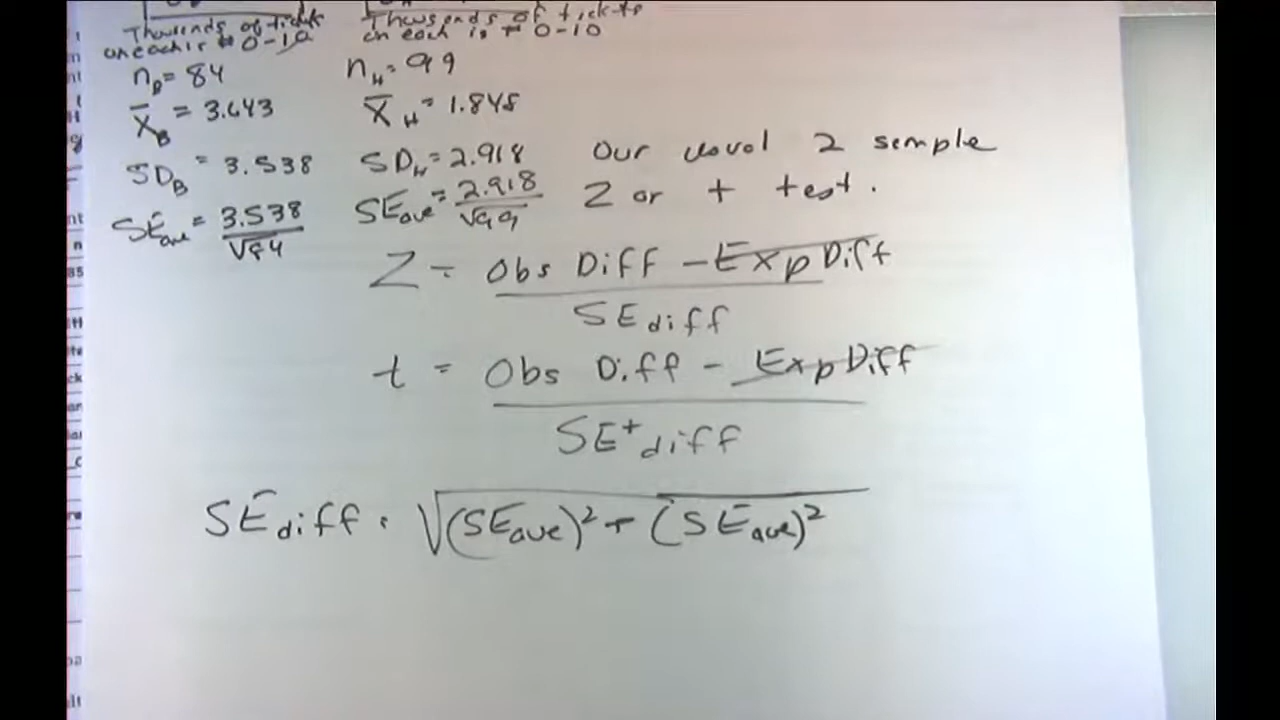 Thousands of tickets Thousands of tickets
on each is # 0-10 on each is # 0-10
n_B = 84 n_H = 99
X̄_B = 3.643 X̄_H = 1.848
SD_B = 3.538 SD_H = 2.918 Our usual 2 sample
SE_ave = 3.538/√84 SE_ave = 2.918/√99 Z or t test.
Z = Obs Diff - Exp Diff
SE_diff
t = Obs Diff - Exp Diff
SE⁺_diff
SE_diff = √(SE_ave)² + (SE_ave)²